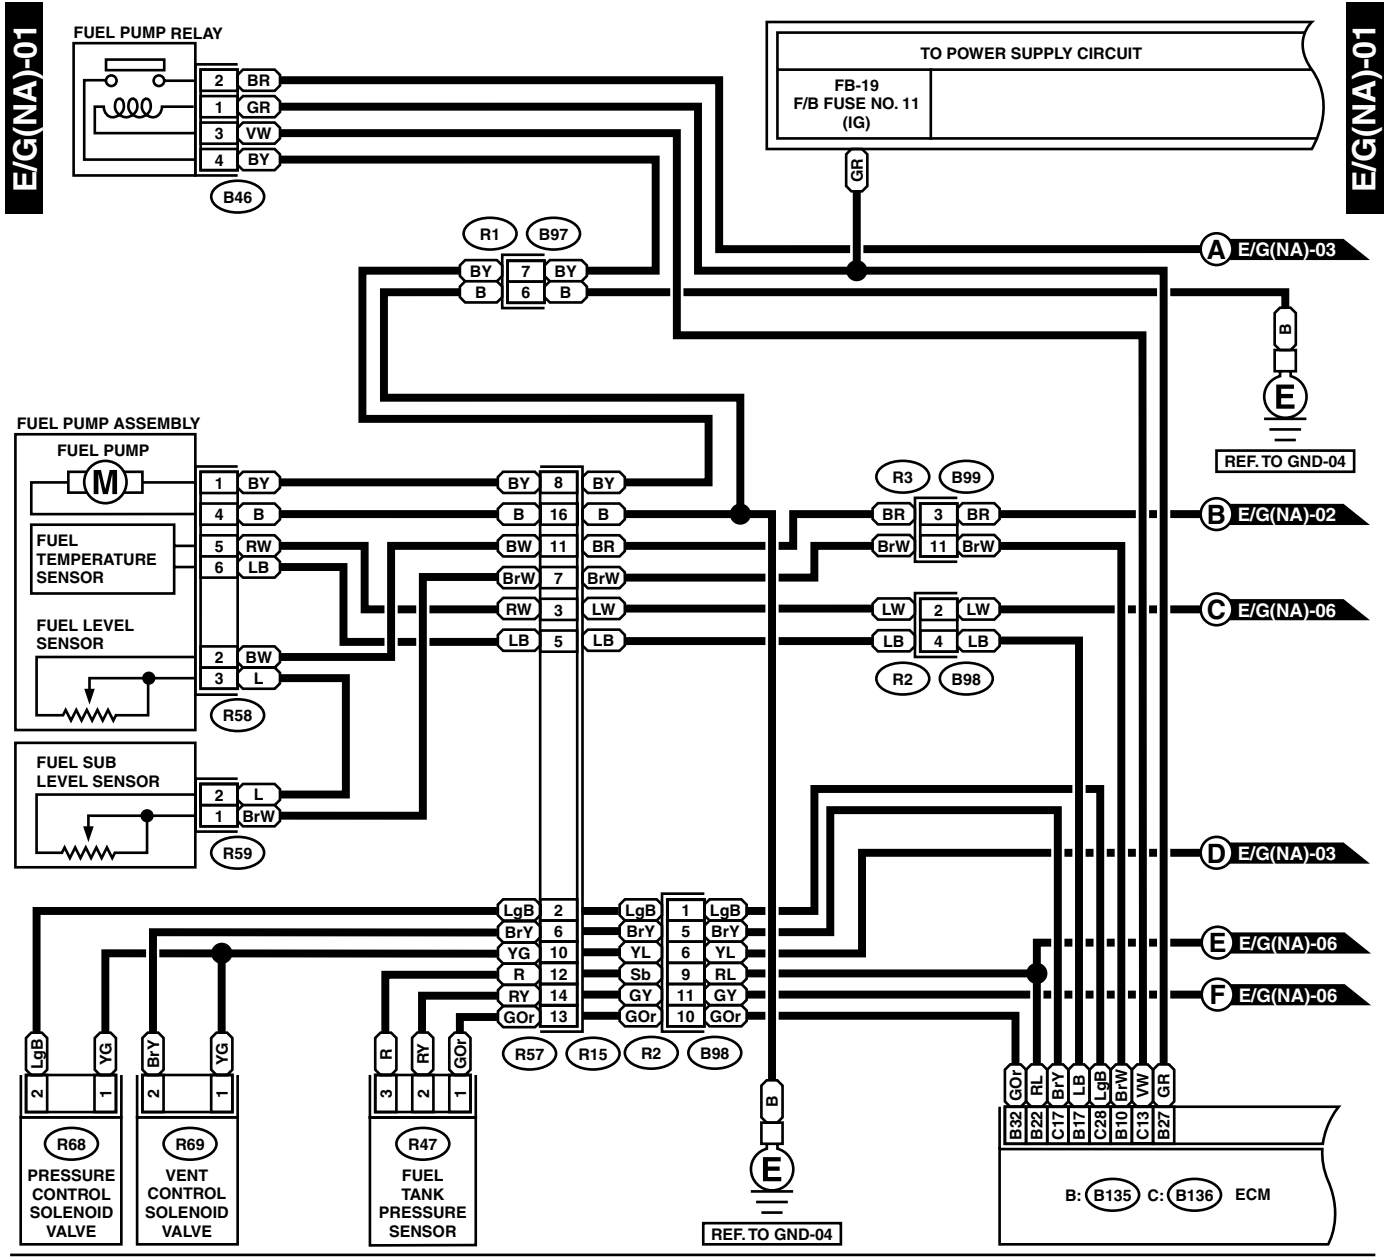 E/G(NA)-01
E/G(NA)-01
FUEL PUMP RELAY
2 BR
1 GR
3 VW
4 BY
B46
TO POWER SUPPLY CIRCUIT
FB-19
F/B FUSE NO. 11
(IG)
GR
R1 B97
BY 7 BY
B 6 B
A E/G(NA)-03
B
E
REF. TO GND-04
FUEL PUMP ASSEMBLY
FUEL PUMP
M
FUEL
TEMPERATURE
SENSOR
FUEL LEVEL
SENSOR
1 BY
4 B
5 RW
6 LB
2 BW
3 L
R58
FUEL SUB
LEVEL SENSOR
2 L
1 BrW
R59
BY 8 BY
B 16 B
BW 11 BR
BrW 7 BrW
RW 3 LW
LB 5 LB
R3 B99
BR 3 BR
BrW 11 BrW
LW 2 LW
LB 4 LB
R2 B98
B E/G(NA)-02
C E/G(NA)-06
D E/G(NA)-03
E E/G(NA)-06
F E/G(NA)-06
LgB 2 LgB 1 LgB
BrY 6 BrY 5 BrY
YG 10 YL 6 YL
R 12 Sb 9 RL
RY 14 GY 11 GY
GOr 13 GOr 10 GOr
R57 R15 R2 B98
LgB YG
2 1
R68
PRESSURE
CONTROL
SOLENOID
VALVE
BrY YG
2 1
R69
VENT
CONTROL
SOLENOID
VALVE
R RY GOr
3 2 1
R47
FUEL
TANK
PRESSURE
SENSOR
B
E
REF. TO GND-04
GOr RL BrY LB LgB BrW VW GR
B32 B22 C17 B17 C28 B10 C13 B27
B: B135 C: B136 ECM